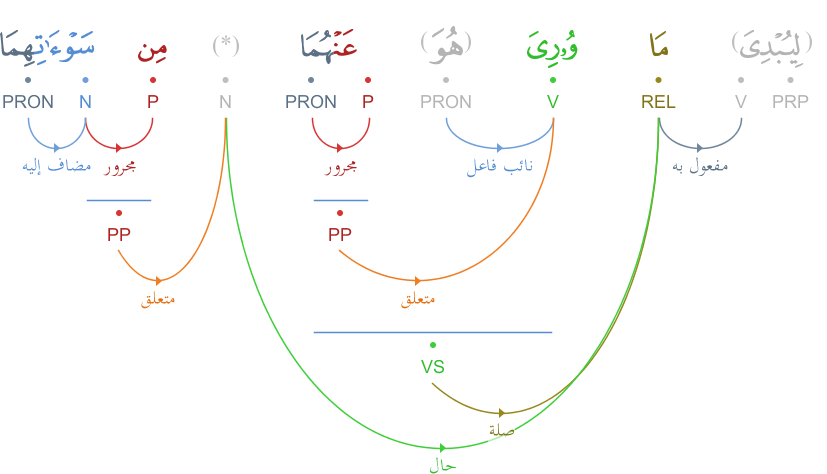 (لِيُبْدِىَ) مَا وُۥرِىَ (هُوَ) عَنْهُمَا (*) مِن سَوْءَٰتِهِمَا
PRP V REL V PRON P PRON N P N PRON
مفعول به نائب فاعل مجرور مجرور مضاف إليه
PP PP
متعلق متعلق
VS
صلة
حال